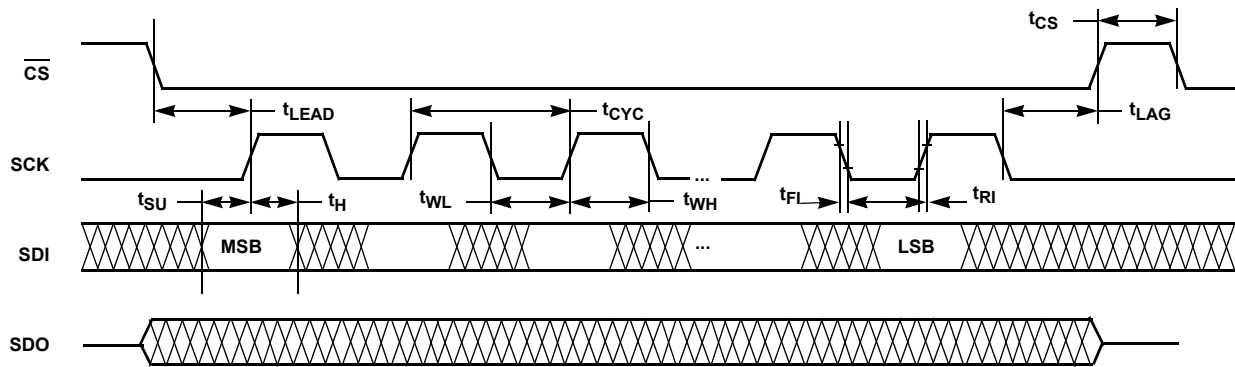 tCS
CS
tLEAD
tCYC
tLAG
SCK
...
tSU
tH
tWL
tWH
tFI
tRI
SDI
MSB
...
LSB
SDO